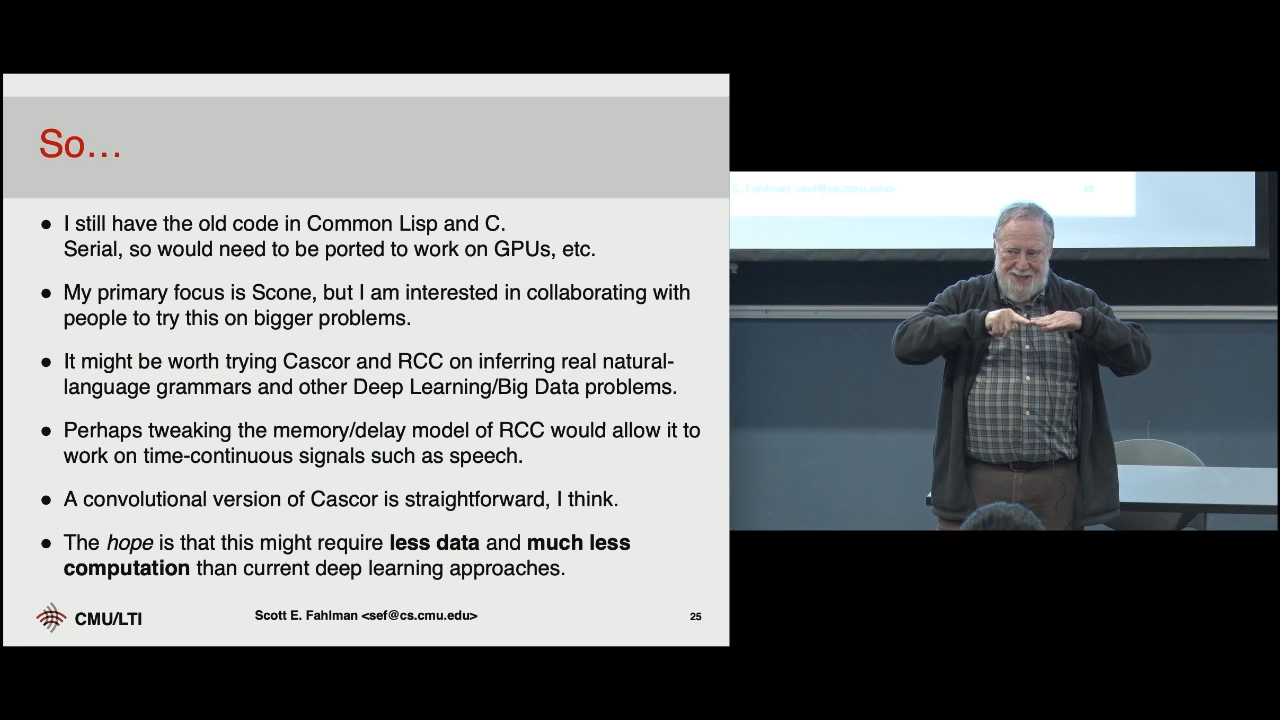 So…
● I still have the old code in Common Lisp and C.
Serial, so would need to be ported to work on GPUs, etc.
● My primary focus is Scone, but I am interested in collaborating with
people to try this on bigger problems.
● It might be worth trying Cascor and RCC on inferring real natural-
language grammars and other Deep Learning/Big Data problems.
● Perhaps tweaking the memory/delay model of RCC would allow it to
work on time-continuous signals such as speech.
● A convolutional version of Cascor is straightforward, I think.
● The hope is that this might require less data and much less
computation than current deep learning approaches.
CMU/LTI
Scott E. Fahlman <sef@cs.cmu.edu>
25
E. Fahlman <sef@cs.cmu.edu>